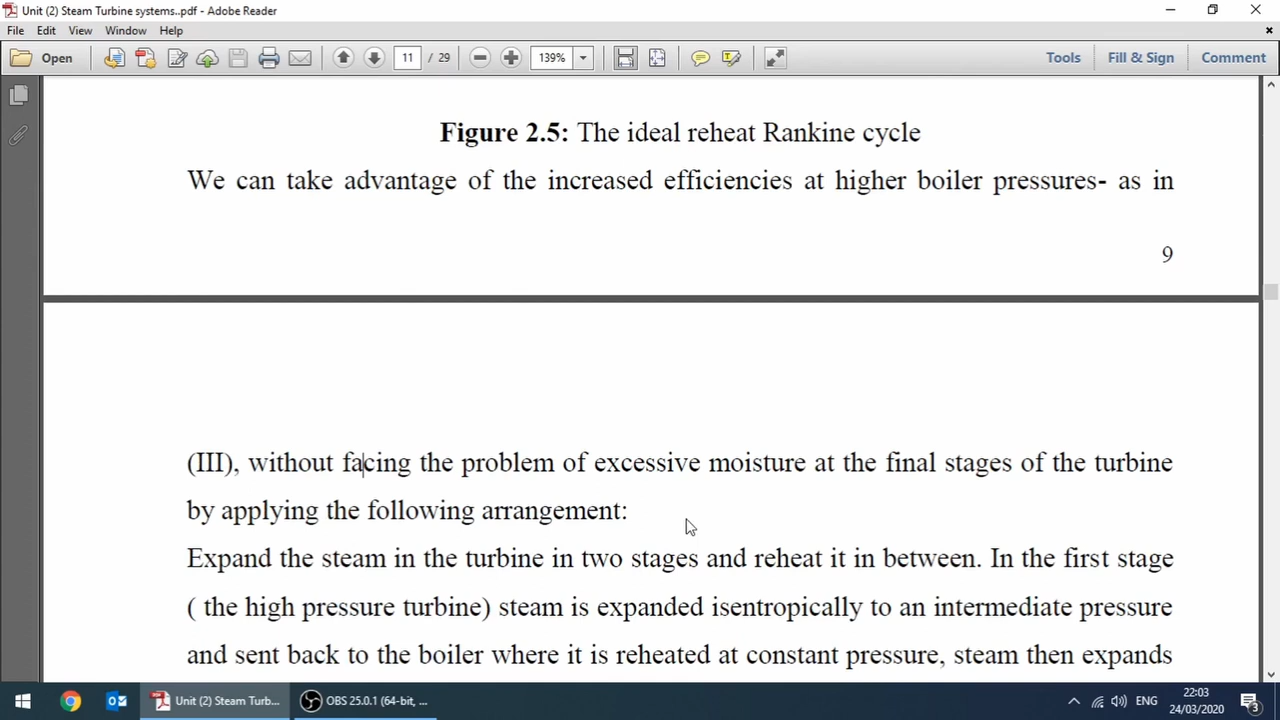 Unit (2) Steam Turbine systems..pdf - Adobe Reader
File Edit View Window Help
Open 11 / 29 139% Tools Fill & Sign Comment
Figure 2.5: The ideal reheat Rankine cycle
We can take advantage of the increased efficiencies at higher boiler pressures- as in
9
(III), without facing the problem of excessive moisture at the final stages of the turbine
by applying the following arrangement:
Expand the steam in the turbine in two stages and reheat it in between. In the first stage
( the high pressure turbine) steam is expanded isentropically to an intermediate pressure
and sent back to the boiler where it is reheated at constant pressure, steam then expands
Unit (2) Steam Turb... OBS 25.0.1 (64-bit, ... ENG 22:03
24/03/2020 3